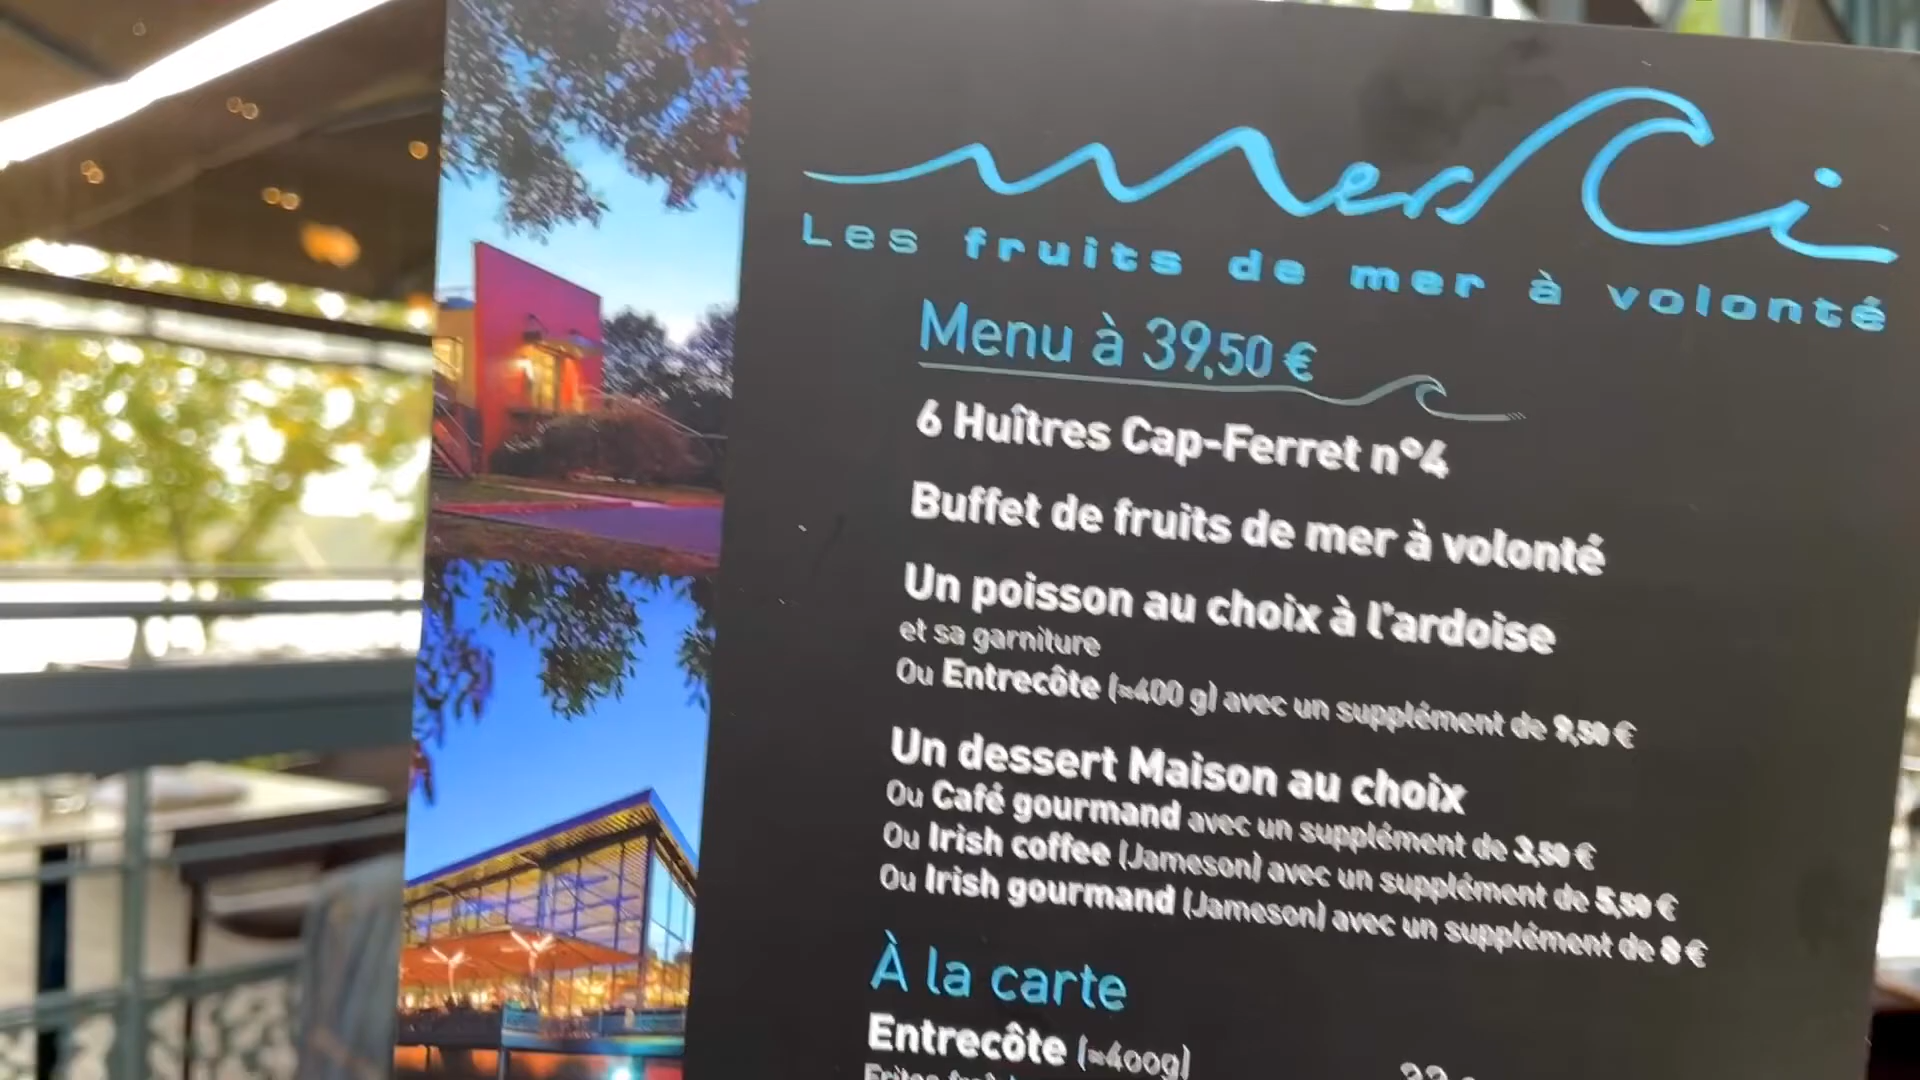 MersCi
Les fruits de mer à volonté
Menu à 39,50 €
6 Huîtres Cap-Ferret n°4
Buffet de fruits de mer à volonté
Un poisson au choix à l'ardoise
et sa garniture
Ou Entrecôte (≈400 g) avec un supplément de 9,50 €
Un dessert Maison au choix
Ou Café gourmand avec un supplément de 3,50 €
Ou Irish coffee (Jameson) avec un supplément de 5,50 €
Ou Irish gourmand (Jameson) avec un supplément de 8 €
À la carte
Entrecôte (≈400g)